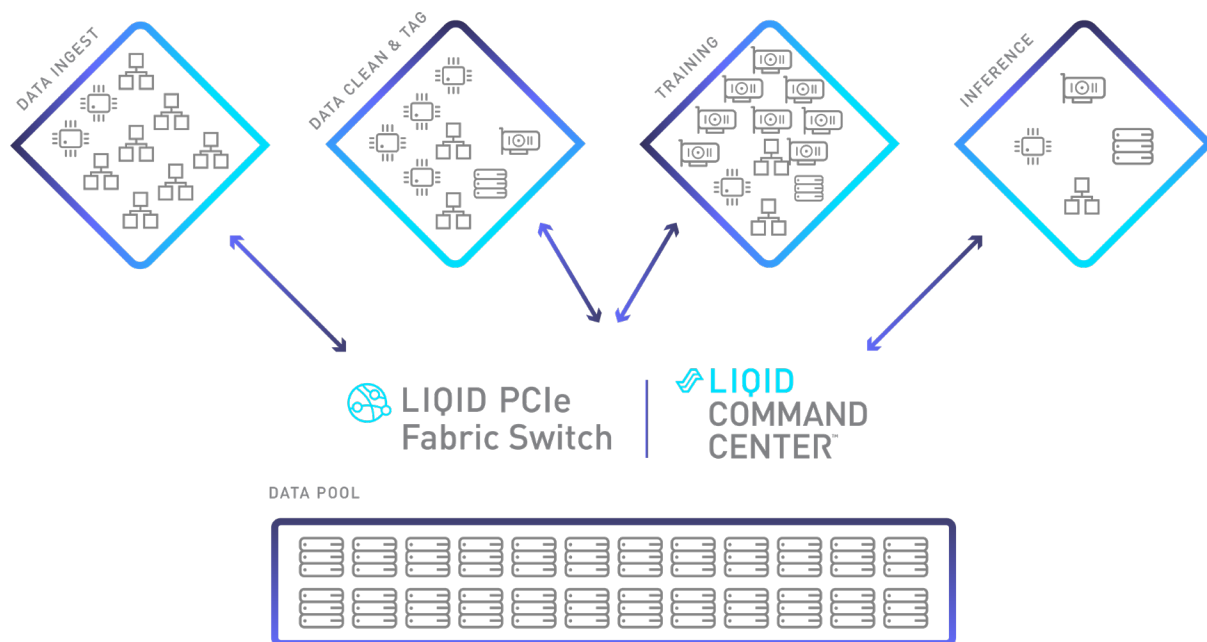 DATA INGEST
DATA CLEAN & TAG
TRAINING
INFERENCE
LIQID PCIe
Fabric Switch
LIQID
COMMAND
CENTER™
DATA POOL